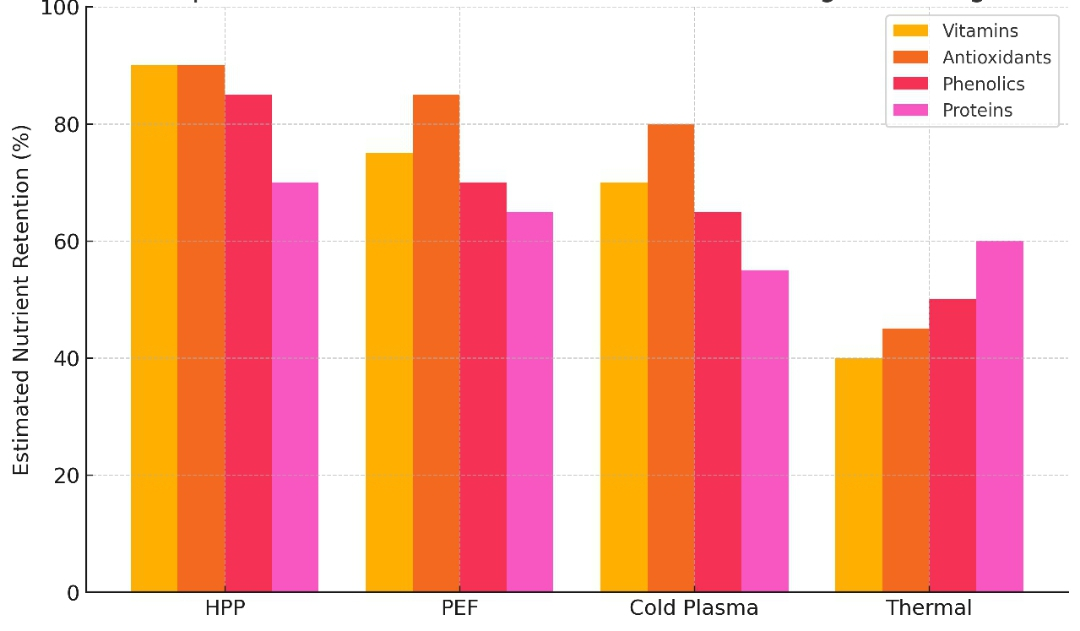 100
80
60
40
20
0
Estimated Nutrient Retention (%)
Vitamins
Antioxidants
Phenolics
Proteins
HPP PEF Cold Plasma Thermal